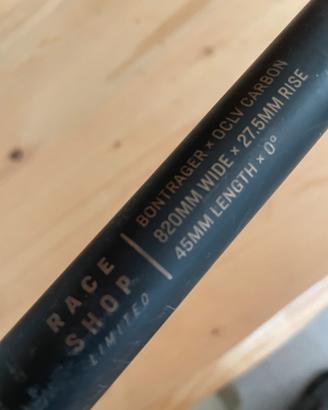 RACE
SHOP
LIMITED
BONTRAGER × OCLV CARBON
820MM WIDE × 27.5MM RISE
45MM LENGTH × 0°